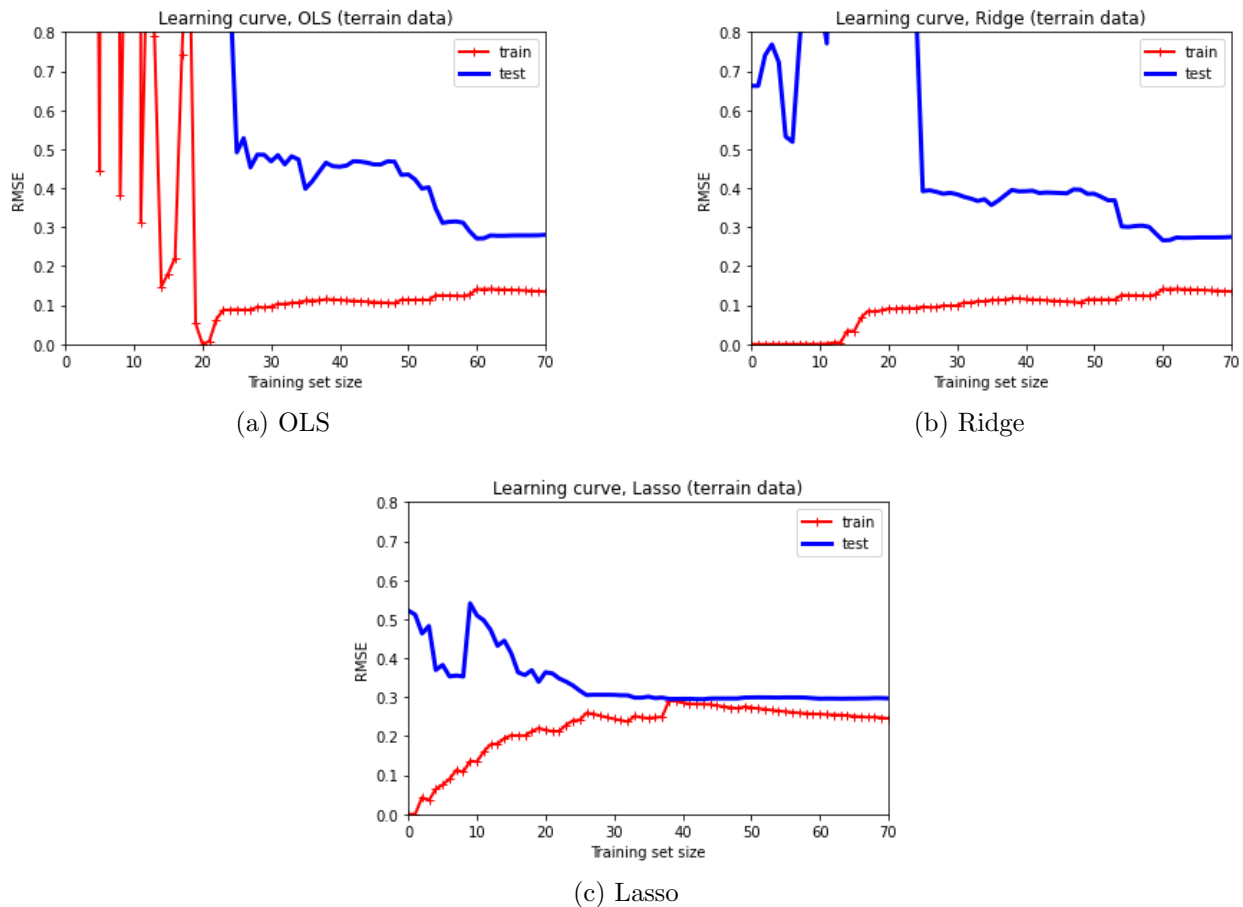 Learning curve, OLS (terrain data)
0.8
0.7
0.6
0.5
0.4
0.3
0.2
0.1
0.0
RMSE
train
test
0 10 20 30 40 50 60 70
Training set size
(a) OLS
Learning curve, Ridge (terrain data)
0.8
0.7
0.6
0.5
0.4
0.3
0.2
0.1
0.0
RMSE
train
test
0 10 20 30 40 50 60 70
Training set size
(b) Ridge
Learning curve, Lasso (terrain data)
0.8
0.7
0.6
0.5
0.4
0.3
0.2
0.1
0.0
RMSE
train
test
0 10 20 30 40 50 60 70
Training set size
(c) Lasso